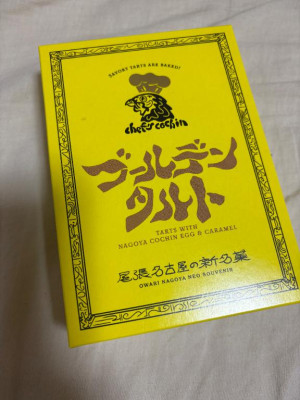 SAVORY TARTS ARE BAKED!
chef's cochin
ゴールデン
タルト
TARTS WITH
NAGOYA COCHIN EGG & CARAMEL
尾張名古屋の新名菓
OWARI NAGOYA NEO SOUVENIR